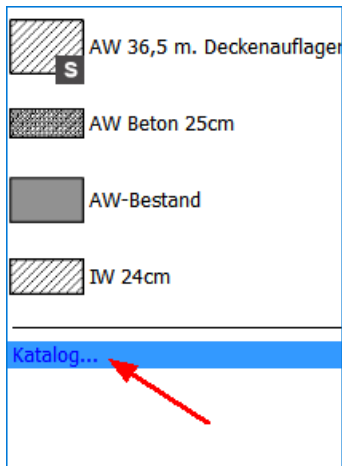 AW 36,5 m. Deckenauflager
S
AW Beton 25cm
AW-Bestand
IW 24cm
Katalog...